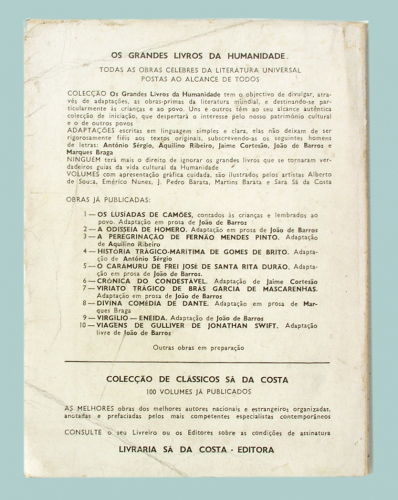 OS GRANDES LIVROS DA HUMANIDADE
TODAS AS OBRAS CÉLEBRES DA LITERATURA UNIVERSAL
POSTAS AO ALCANCE DE TODOS
COLECÇÃO Os Grandes Livros da Humanidade tem o objectivo de divulgar, atra-
vés de adaptações, as obras-primas da literatura mundial, e destinando-se par-
ticularmente às crianças e ao povo. Uns e outros têm ao seu alcance autêntica
colecção de iniciação, que despertará o interesse pelo nosso património cultural
e o de outros povos
ADAPTAÇÕES escritas em linguagem simples e clara, elas não deixam de ser
rigorosamente fiéis aos textos originais, subscrevendo-as os seguintes homens
de letras: António Sérgio, Aquilino Ribeiro, Jaime Cortesão, João de Barros e
Marques Braga
NINGUÉM terá mais o direito de ignorar os grandes livros que se tornaram ver-
dadeiros guias da vida cultural da Humanidade
VOLUMES com apresentação gráfica cuidada, são ilustrados pelos artistas Alberto
de Souza, Emérico Nunes, J. Pedro Barata, Martins Barata e Sara Sá da Costa
OBRAS JÁ PUBLICADAS:
1 — OS LUSÍADAS DE CAMÕES, contados às crianças e lembrados ao
povo. Adaptação em prosa de João de Barros
2 — A ODISSEIA DE HOMERO. Adaptação em prosa de João de Barros
3 — A PEREGRINAÇÃO DE FERNÃO MENDES PINTO. Adaptação
de Aquilino Ribeiro
4 — HISTÓRIA TRÁGICO-MARÍTIMA DE GOMES DE BRITO. Adapta-
ção de António Sérgio
5 — O CARAMURU DE FREI JOSÉ DE SANTA RITA DURÃO. Adapta-
ção em prosa de João de Barros.
6 — CRÓNICA DO CONDESTÁVEL. Adaptação de Jaime Cortesão
7 — VIRIATO TRÁGICO DE BRÁS GARCIA DE MASCARENHAS.
Adaptação em prosa de João de Barros
8 — DIVINA COMÉDIA DE DANTE. Adaptação em prosa de Mar-
ques Braga
9 — VIRGÍLIO — ENEIDA. Adaptação de João de Barros
10 — VIAGENS DE GULLIVER DE JONATHAN SWIFT. Adaptação
livre de João de Barros
Outras obras em preparação
COLECÇÃO DE CLÁSSICOS SÁ DA COSTA
100 VOLUMES JÁ PUBLICADOS
AS MELHORES obras dos melhores autores nacionais e estrangeiros organizadas,
anotadas e prefaciadas pelos mais competentes especialistas contemporâneos
CONSULTE o seu Livreiro ou os Editores sobre as condições de assinatura
LIVRARIA SÁ DA COSTA · EDITORA